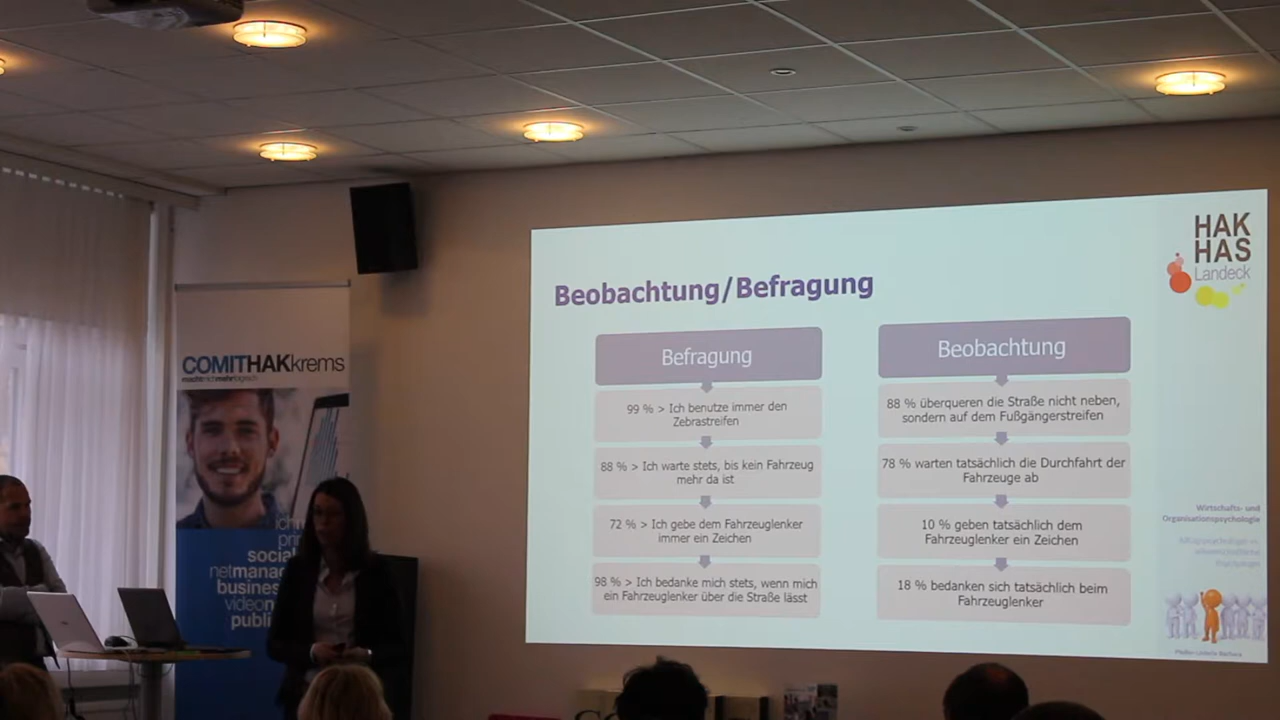 HAK
HAS
Landeck
Beobachtung/Befragung
Befragung
99 % > Ich benutze immer den
Zebrastreifen
88 % > Ich warte stets, bis kein Fahrzeug
mehr da ist
72 % > Ich gebe dem Fahrzeuglenker
immer ein Zeichen
98 % > Ich bedanke mich stets, wenn mich
ein Fahrzeuglenker über die Straße lässt
Beobachtung
88 % überqueren die Straße nicht neben,
sondern auf dem Fußgängerstreifen
78 % warten tatsächlich die Durchfahrt der
Fahrzeuge ab
10 % geben tatsächlich dem
Fahrzeuglenker ein Zeichen
18 % bedanken sich tatsächlich beim
Fahrzeuglenker
Wirtschafts- und
Organisationspsychologie
COMITHAKkrems
machtmichmehrfolgreich
social
netmana
business
video
publi